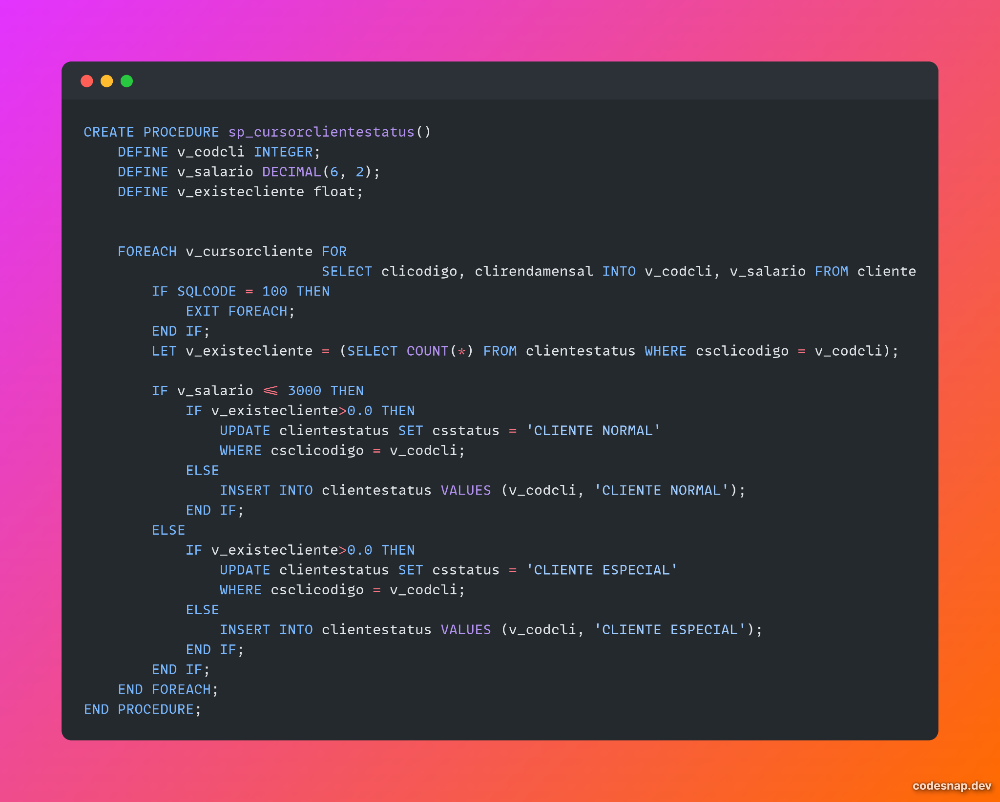 CREATE PROCEDURE sp_cursorclientestatus()
    DEFINE v_codcli INTEGER;
    DEFINE v_salario DECIMAL(6, 2);
    DEFINE v_existecliente float;


    FOREACH v_cursorcliente FOR
                            SELECT clicodigo, clirendamensal INTO v_codcli, v_salario FROM cliente
        IF SQLCODE = 100 THEN
            EXIT FOREACH;
        END IF;
        LET v_existecliente = (SELECT COUNT(*) FROM clientestatus WHERE csclicodigo = v_codcli);

        IF v_salario <= 3000 THEN
            IF v_existecliente>0.0 THEN
                UPDATE clientestatus SET csstatus = 'CLIENTE NORMAL'
                WHERE csclicodigo = v_codcli;
            ELSE
                INSERT INTO clientestatus VALUES (v_codcli, 'CLIENTE NORMAL');
            END IF;
        ELSE
            IF v_existecliente>0.0 THEN
                UPDATE clientestatus SET csstatus = 'CLIENTE ESPECIAL'
                WHERE csclicodigo = v_codcli;
            ELSE
                INSERT INTO clientestatus VALUES (v_codcli, 'CLIENTE ESPECIAL');
            END IF;
        END IF;
    END FOREACH;
END PROCEDURE;
codesnap.dev